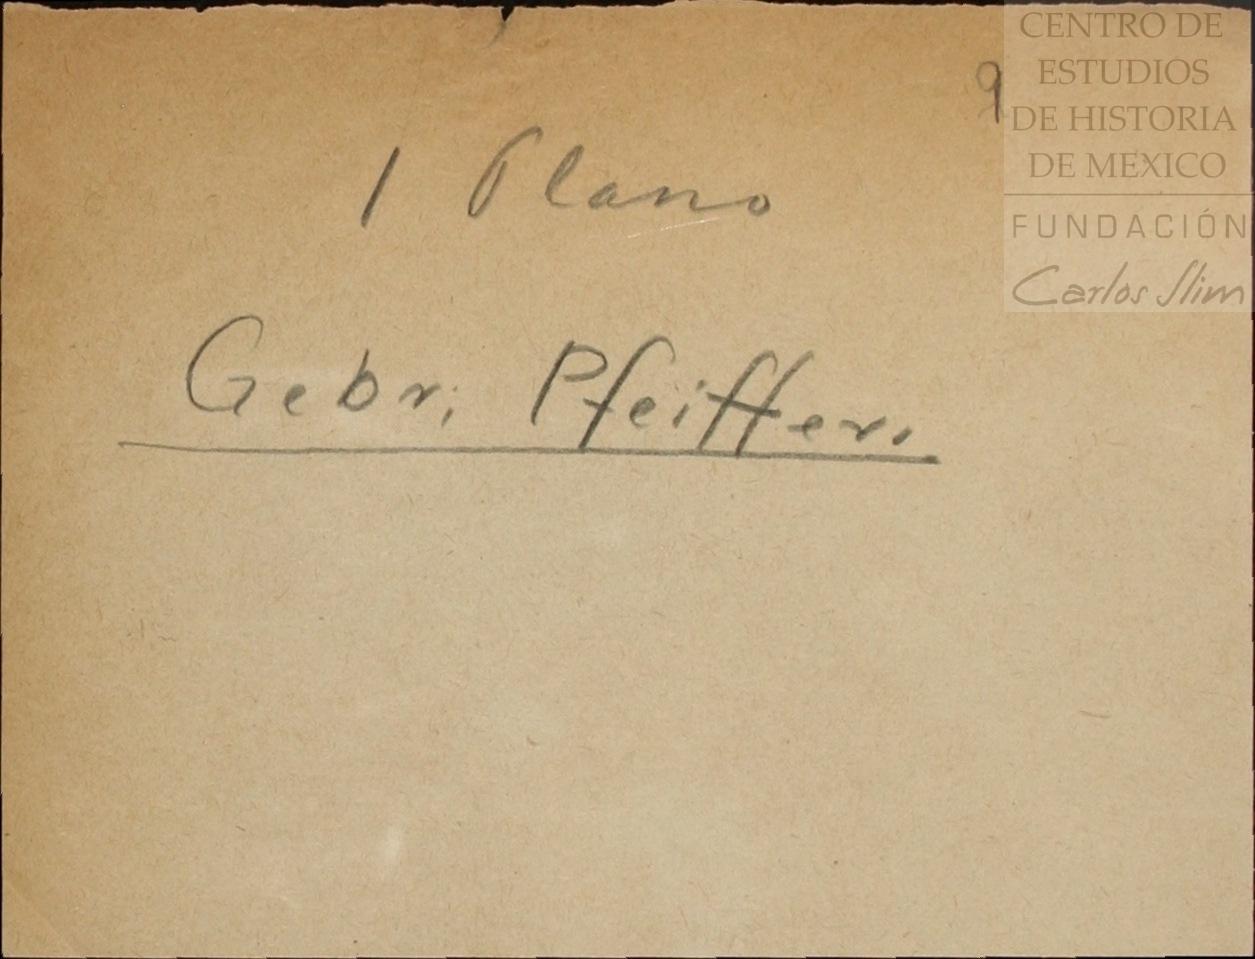 CENTRO DE
ESTUDIOS
DE HISTORIA
DE MEXICO
FUNDACIÓN
Carlos Slim
9
1 Plano
Gebr. Pfeiffer.